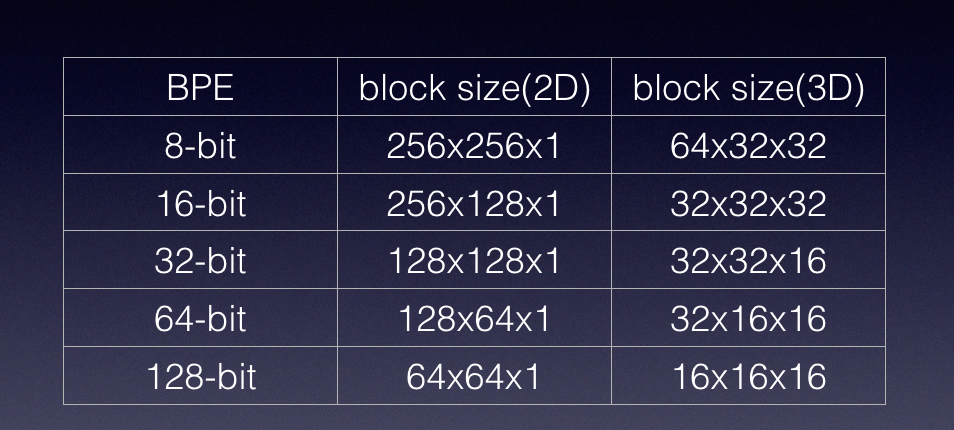 BPE block size(2D) block size(3D)
8-bit 256x256x1 64x32x32
16-bit 256x128x1 32x32x32
32-bit 128x128x1 32x32x16
64-bit 128x64x1 32x16x16
128-bit 64x64x1 16x16x16